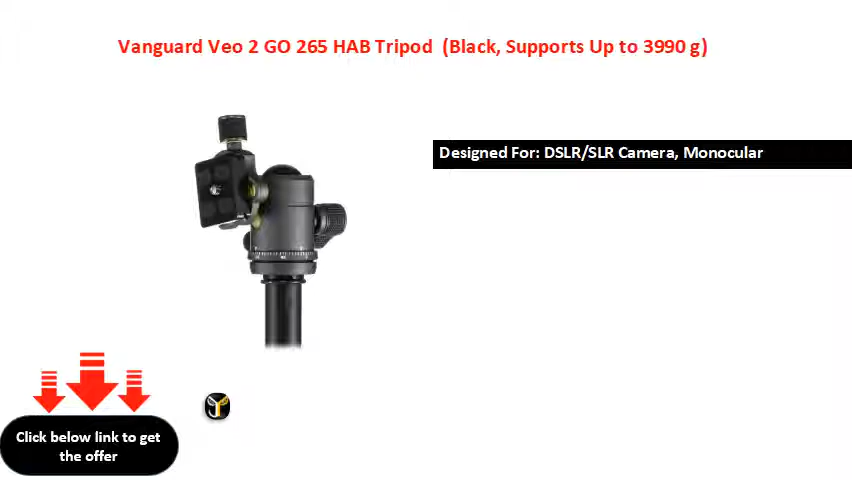 Vanguard Veo 2 GO 265 HAB Tripod (Black, Supports Up to 3990 g)
Designed For: DSLR/SLR Camera, Monocular
Click below link to get
the offer